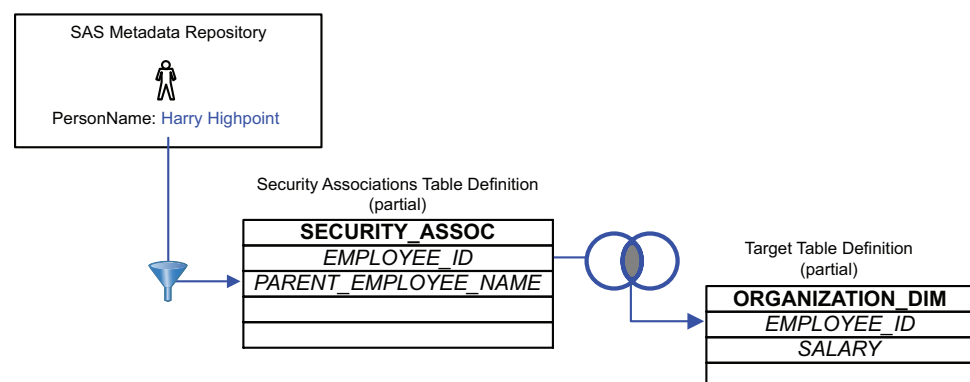 SAS Metadata Repository
PersonName: Harry Highpoint
Security Associations Table Definition
(partial)
SECURITY_ASSOC
EMPLOYEE_ID
PARENT_EMPLOYEE_NAME
Target Table Definition
(partial)
ORGANIZATION_DIM
EMPLOYEE_ID
SALARY